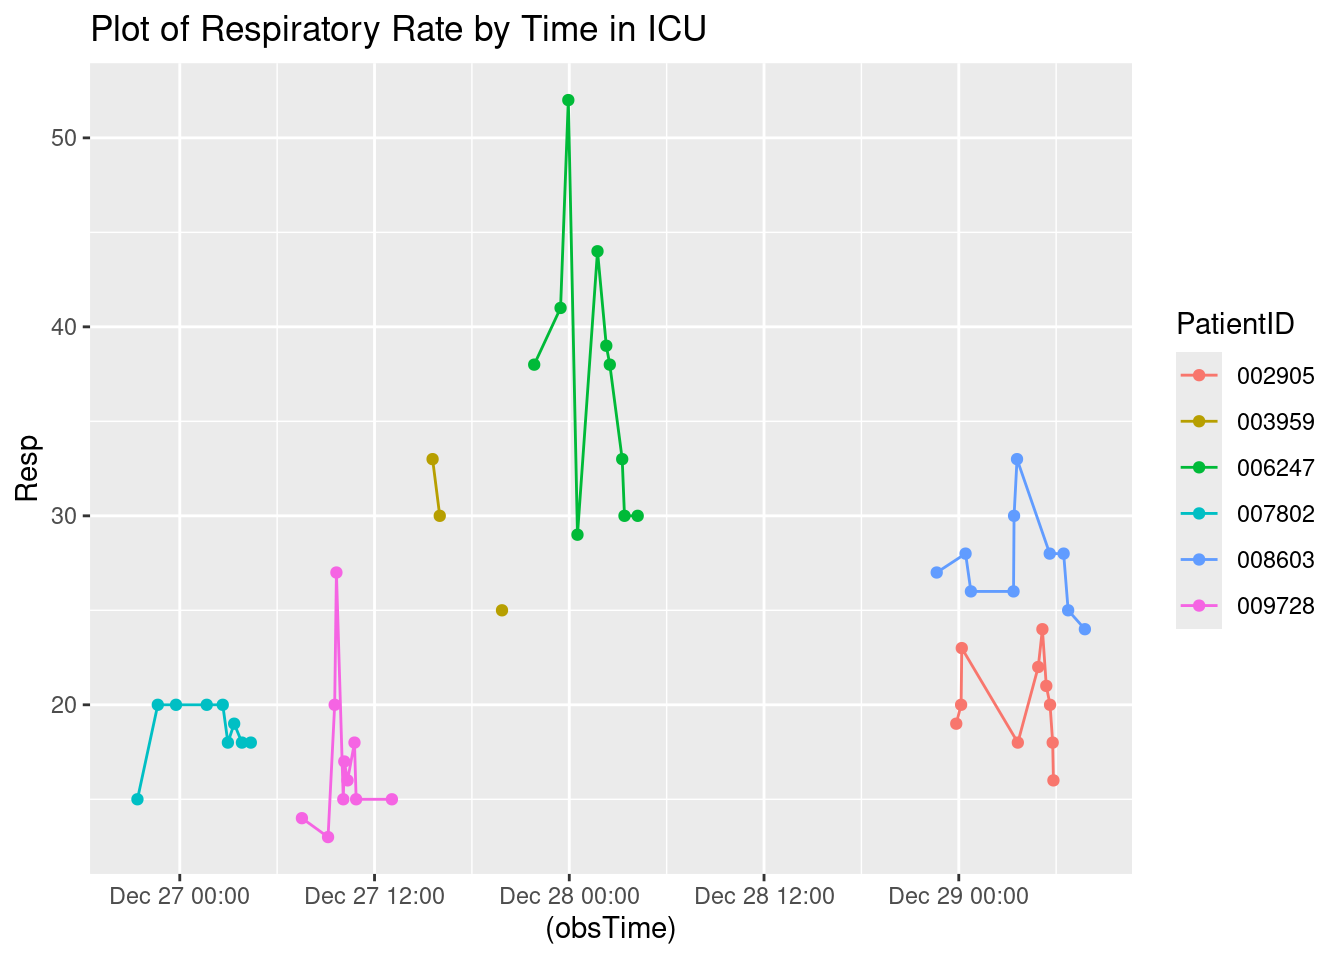 Plot of Respiratory Rate by Time in ICU
50
40
30
20
Resp
Dec 27 00:00
Dec 27 12:00
Dec 28 00:00
Dec 28 12:00
Dec 29 00:00
(obsTime)
PatientID
002905
003959
006247
007802
008603
009728